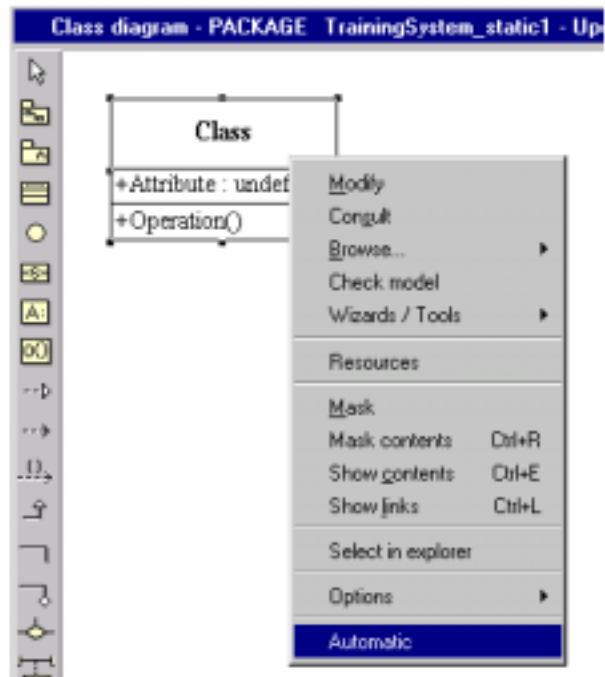 Class diagram - PACKAGE TrainingSystem_static1 - Up
Class
+Attribute : undef
+Operation()
Modify
Consult
Browse... 
Check model
Wizards / Tools
Resources
Mask
Mask contents Ctrl+R
Show contents Ctrl+E
Show links Ctrl+L
Select in explorer
Options
Automatic